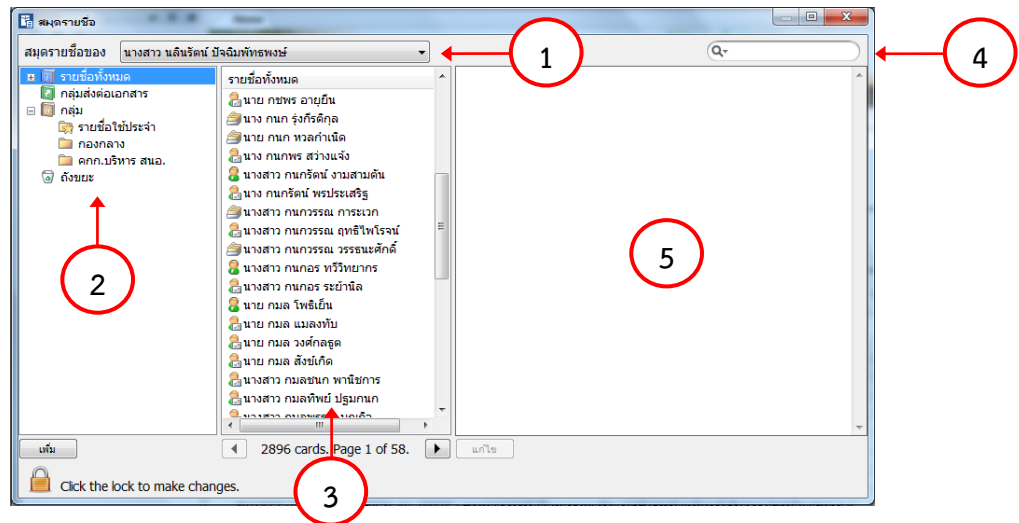 สมุดรายชื่อ
สมุดรายชื่อของ นางสาว นลินรัตน์ ปัจฉิมพัทธพงษ์
1
4
รายชื่อทั้งหมด
กลุ่มส่งต่อเอกสาร
กลุ่ม
รายชื่อใช้ประจำ
กองกลาง
คกก.บริหาร สนอ.
ถังขยะ
2
รายชื่อทั้งหมด
นาย กชพร อายุยืน
นาง กนก รุ่งกีรติกุล
นาย กนก หวลกำเนิด
นาง กนกพร สว่างแจ้ง
นางสาว กนกรัตน์ งามสามตัน
นาง กนกรัตน์ พรประเสริฐ
นางสาว กนกวรรณ การะเวก
นางสาว กนกวรรณ ฤทธิไพโรจน์
นางสาว กนกวรรณ วรรธนะศักดิ์
นางสาว กนกอร ทวีวิทยากร
นางสาว กนกอร ระย้านิล
นาย กมล โพธิเย็น
นาย กมล แมลงทับ
นาย กมล วงศ์กลธูต
นาย กมล สังข์เกิด
นางสาว กมลชนก พานิชการ
นางสาว กมลทิพย์ ปฐมกนก
5
เพิ่ม
2896 cards. Page 1 of 58.
แก้ไข
Click the lock to make changes.
3